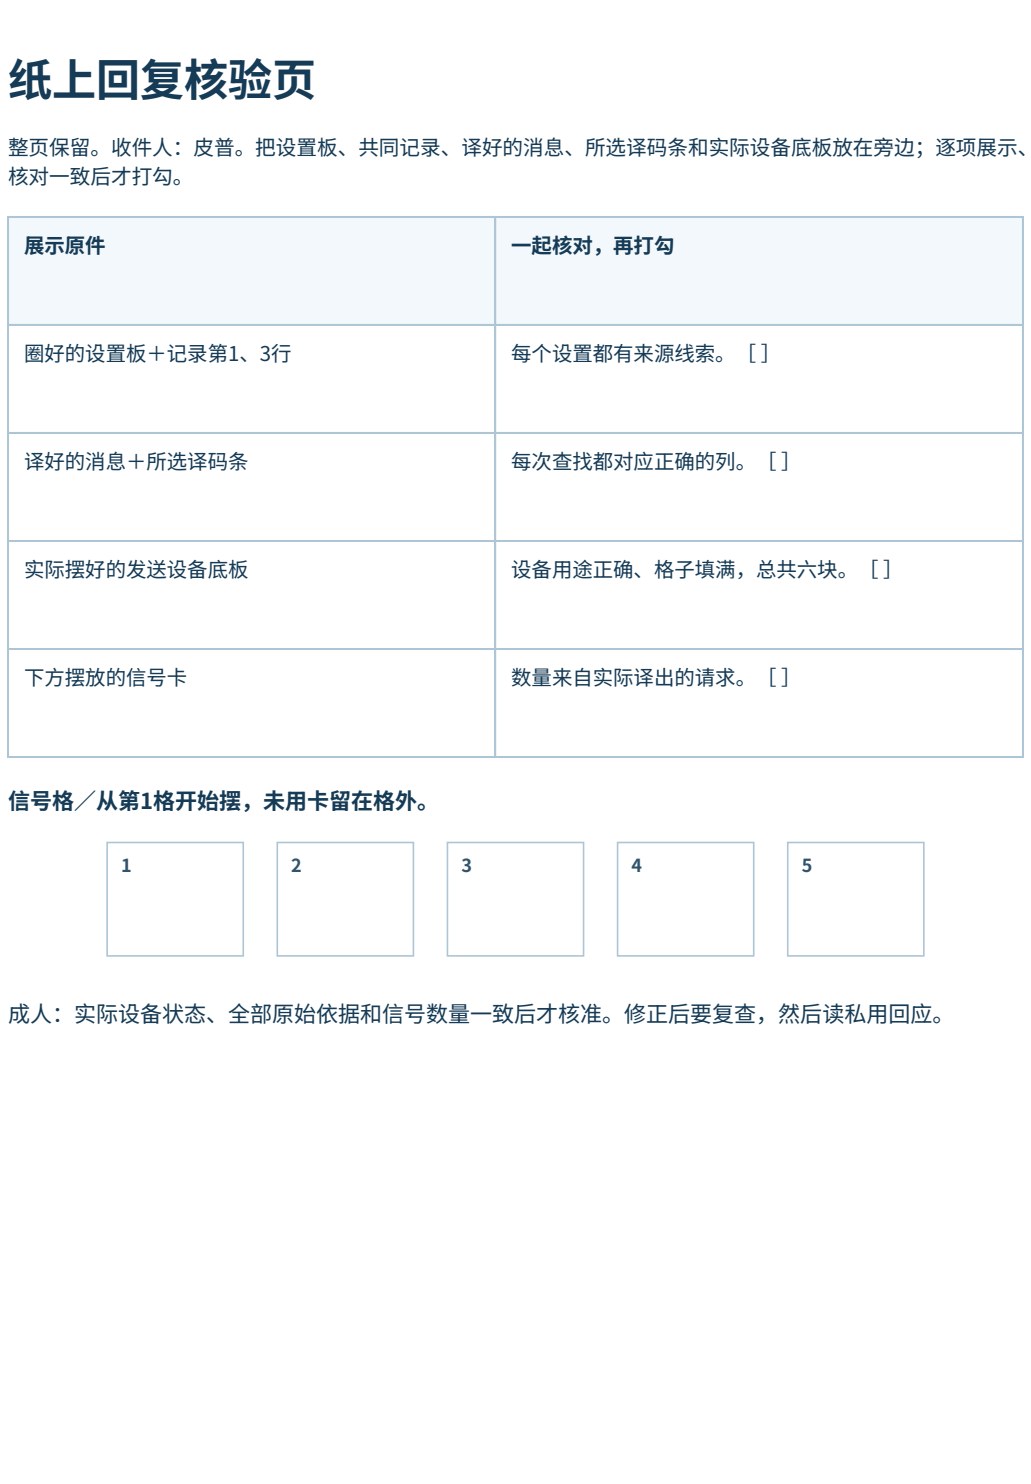 纸上回复核验页
整页保留。收件人：皮普。把设置板、共同记录、译好的消息、所选译码条和实际设备底板放在旁边；逐项展示、
核对一致后才打勾。
展示原件
一起核对，再打勾
圈好的设置板＋记录第1、3行
每个设置都有来源线索。［ ］
译好的消息＋所选译码条
每次查找都对应正确的列。［ ］
实际摆好的发送设备底板
设备用途正确、格子填满，总共六块。［ ］
下方摆放的信号卡
数量来自实际译出的请求。［ ］
信号格／从第1格开始摆，未用卡留在格外。
1
2
3
4
5
成人：实际设备状态、全部原始依据和信号数量一致后才核准。修正后要复查，然后读私用回应。